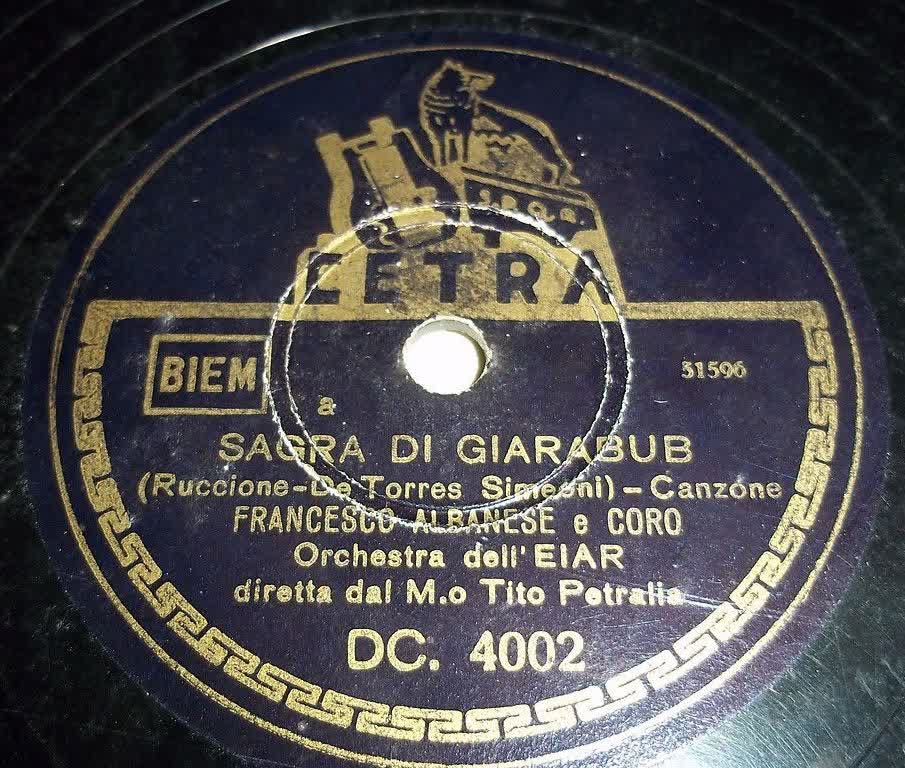 S.P.Q.R.
CETRA
BIEM
31596
a
SAGRA DI GIARABUB
(Ruccione-De Torres Simeoni) - Canzone
FRANCESCO ALBANESE e CORO
Orchestra dell'EIAR
diretta dal M.o Tito Petralia
DC. 4002